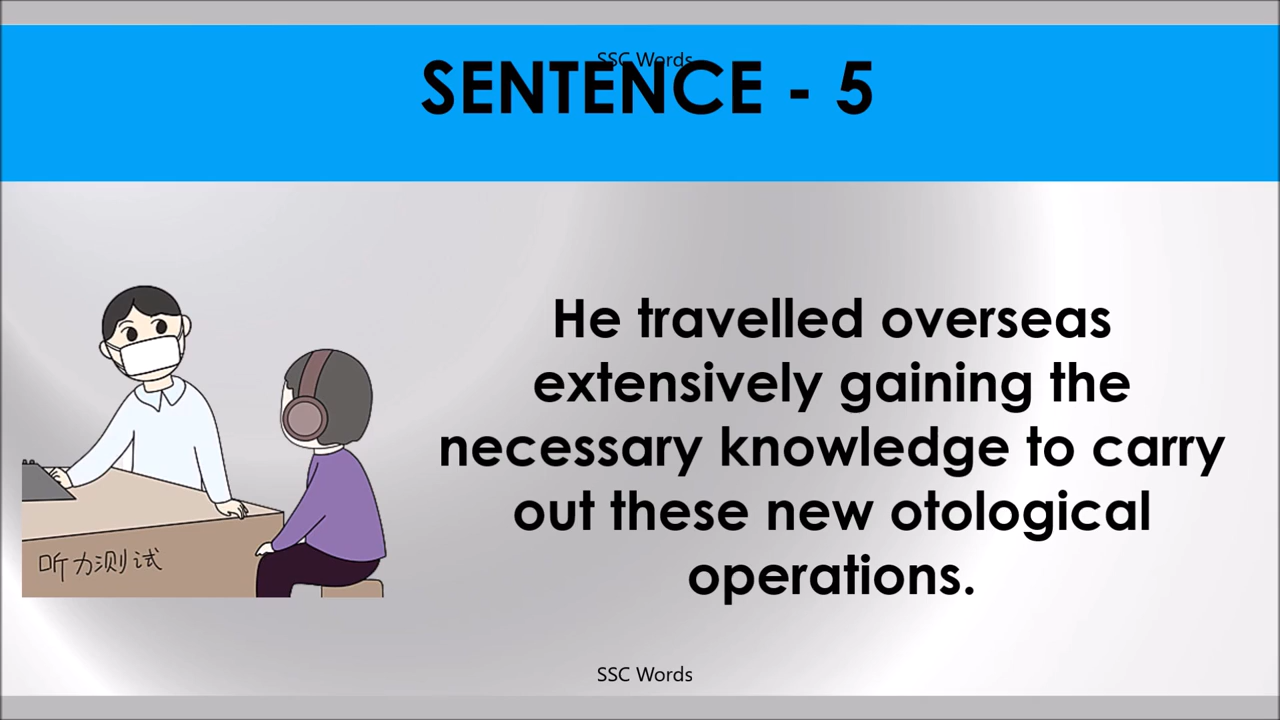 SSC Words
SENTENCE - 5
He travelled overseas
extensively gaining the
necessary knowledge to carry
out these new otological
operations.
听力测试
SSC Words